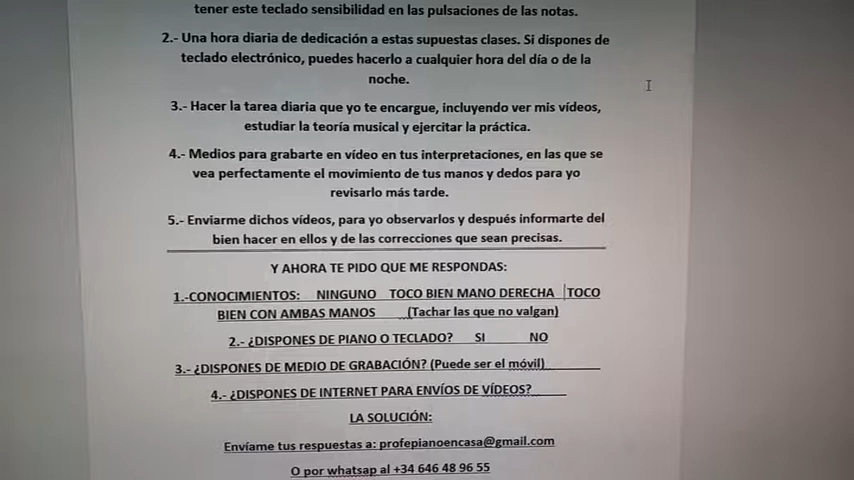 tener este teclado sensibilidad en las pulsaciones de las notas.
2.- Una hora diaria de dedicación a estas supuestas clases. Si dispones de
teclado electrónico, puedes hacerlo a cualquier hora del día o de la
noche.
3.- Hacer la tarea diaria que yo te encargue, incluyendo ver mis vídeos,
estudiar la teoría musical y ejercitar la práctica.
4.- Medios para grabarte en vídeo en tus interpretaciones, en las que se
vea perfectamente el movimiento de tus manos y dedos para yo
revisarlo más tarde.
5.- Enviarme dichos vídeos, para yo observarlos y después informarte del
bien hacer en ellos y de las correcciones que sean precisas.
Y AHORA TE PIDO QUE ME RESPONDAS:
1.-CONOCIMIENTOS: NINGUNO TOCO BIEN MANO DERECHA TOCO
BIEN CON AMBAS MANOS (Tachar las que no valgan)
2.- ¿DISPONES DE PIANO O TECLADO? SI NO
3.- ¿DISPONES DE MEDIO DE GRABACIÓN? (Puede ser el móvil)
4.- ¿DISPONES DE INTERNET PARA ENVÍOS DE VÍDEOS?
LA SOLUCIÓN:
Envíame tus respuestas a: profepianoencasa@gmail.com
O por whatsap al +34 646 48 96 55